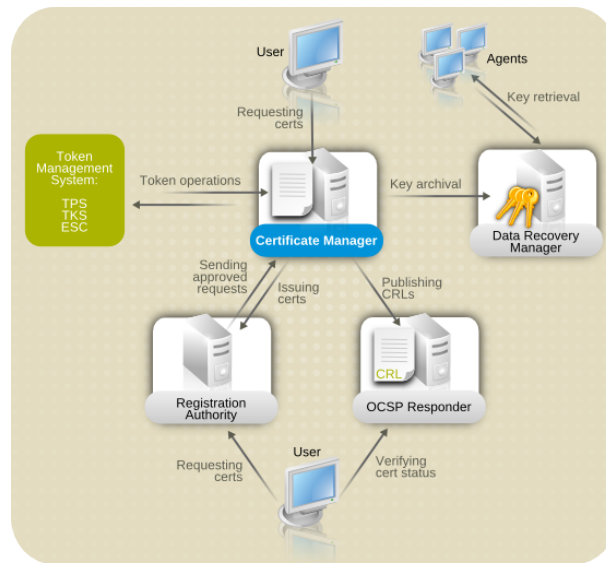 User
Agents
Requesting
certs
Key retrieval
Token
Management
System:
TPS
TKS
ESC
Token operations
Key archival
Certificate Manager
Data Recovery
Manager
Sending
approved
requests
Issuing
certs
Publishing
CRLs
CRL
Registration
Authority
OCSP Responder
Requesting
certs
User
Verifying
cert status